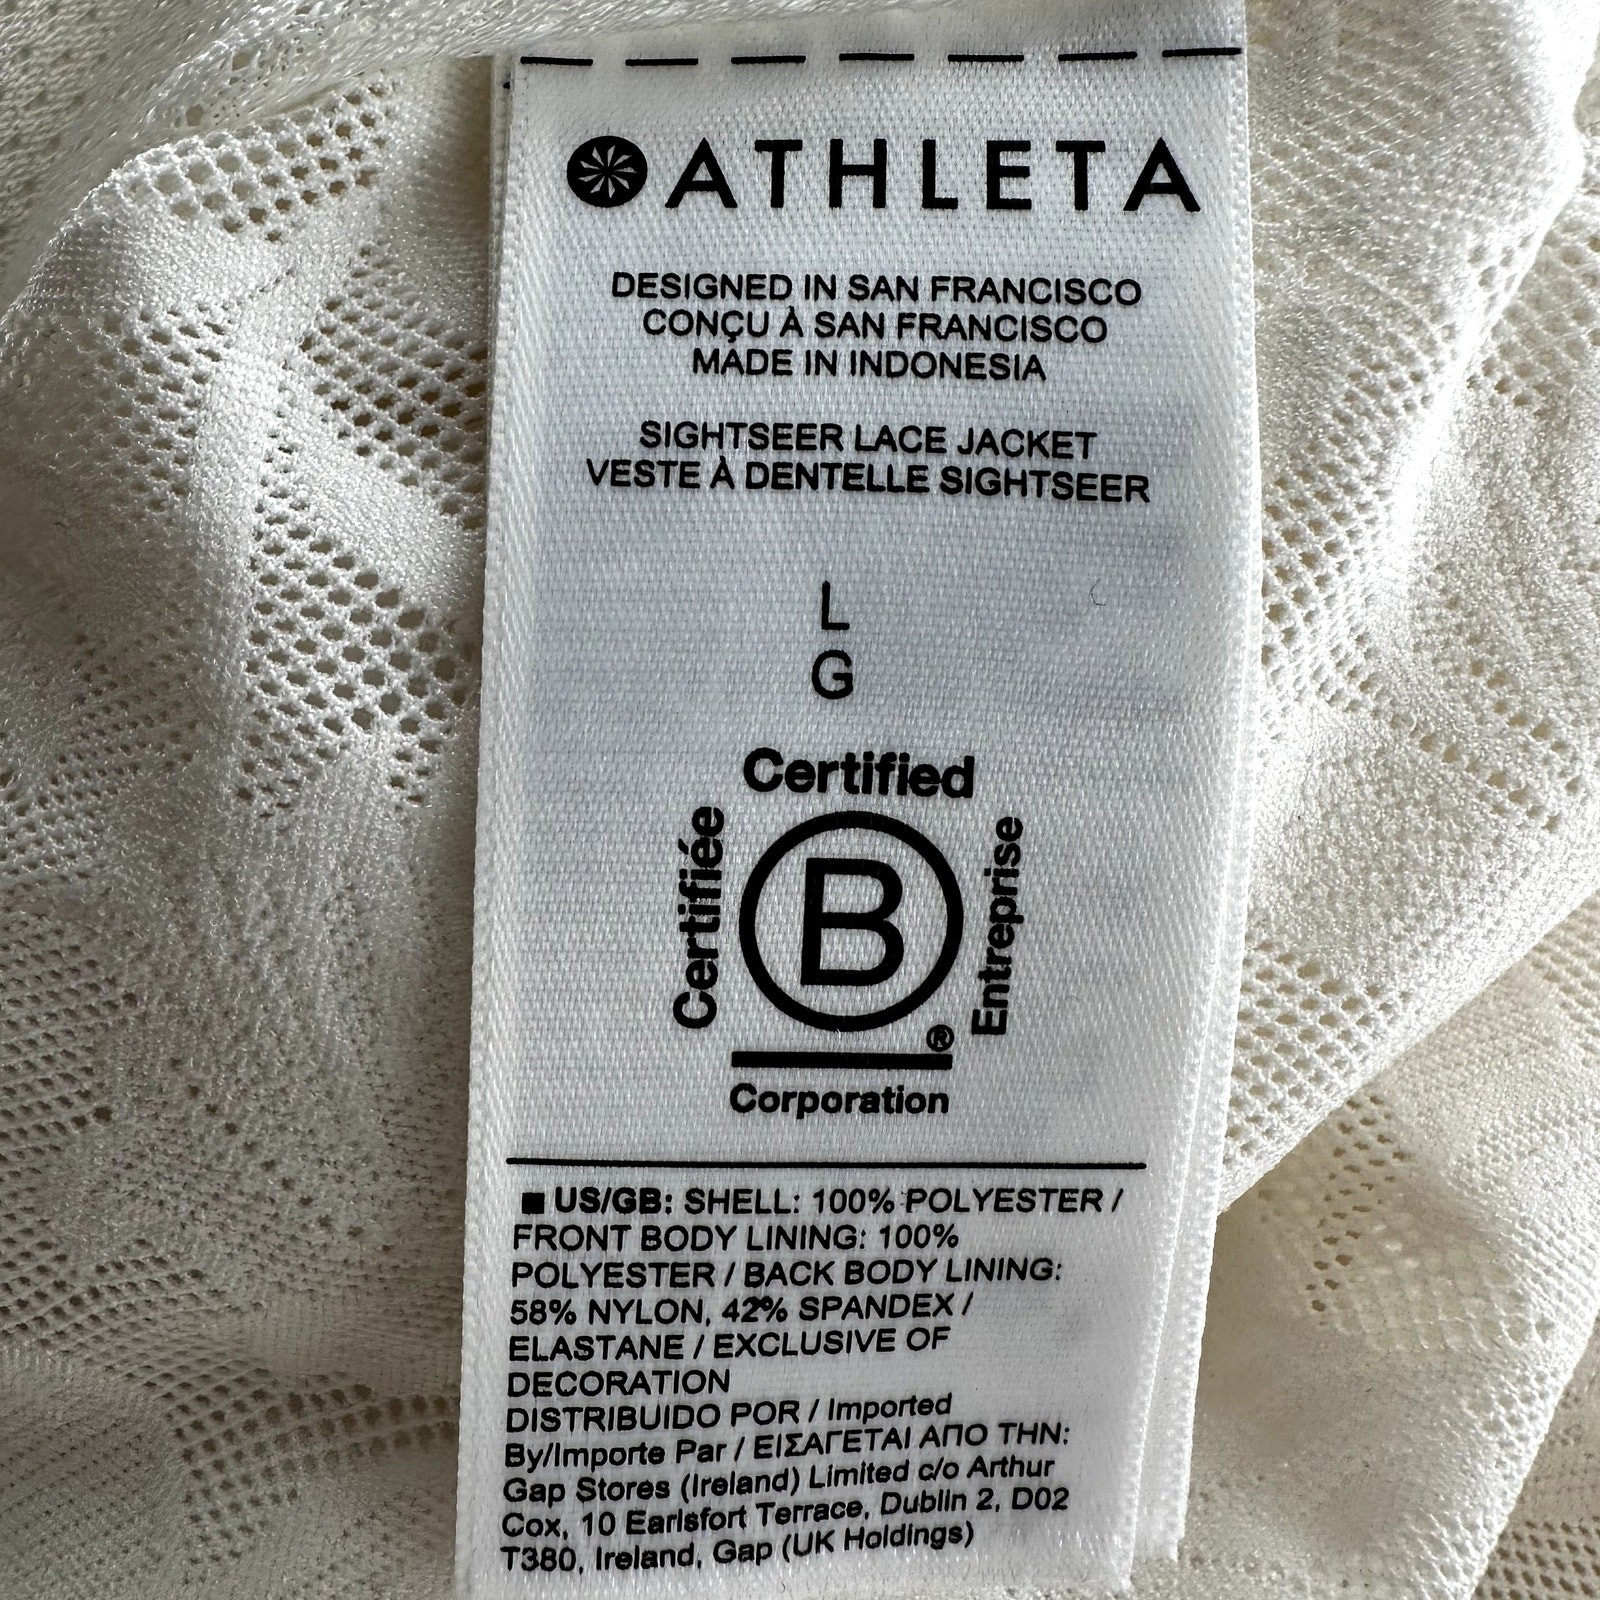 ATHLETA
DESIGNED IN SAN FRANCISCO
CONÇU À SAN FRANCISCO
MADE IN INDONESIA
SIGHTSEER LACE JACKET
VESTE À DENTELLE SIGHTSEER
L
G
Certified
Certifiée
B
Entreprise
®
Corporation
■ US/GB: SHELL: 100% POLYESTER /
FRONT BODY LINING: 100%
POLYESTER / BACK BODY LINING:
58% NYLON, 42% SPANDEX /
ELASTANE / EXCLUSIVE OF
DECORATION
DISTRIBUIDO POR / Imported
By/Importe Par / ΕΙΣΑΓΕΤΑΙ ΑΠΟ ΤΗΝ:
Gap Stores (Ireland) Limited c/o Arthur
Cox, 10 Earlsfort Terrace, Dublin 2, D02
T380, Ireland, Gap (UK Holdings)